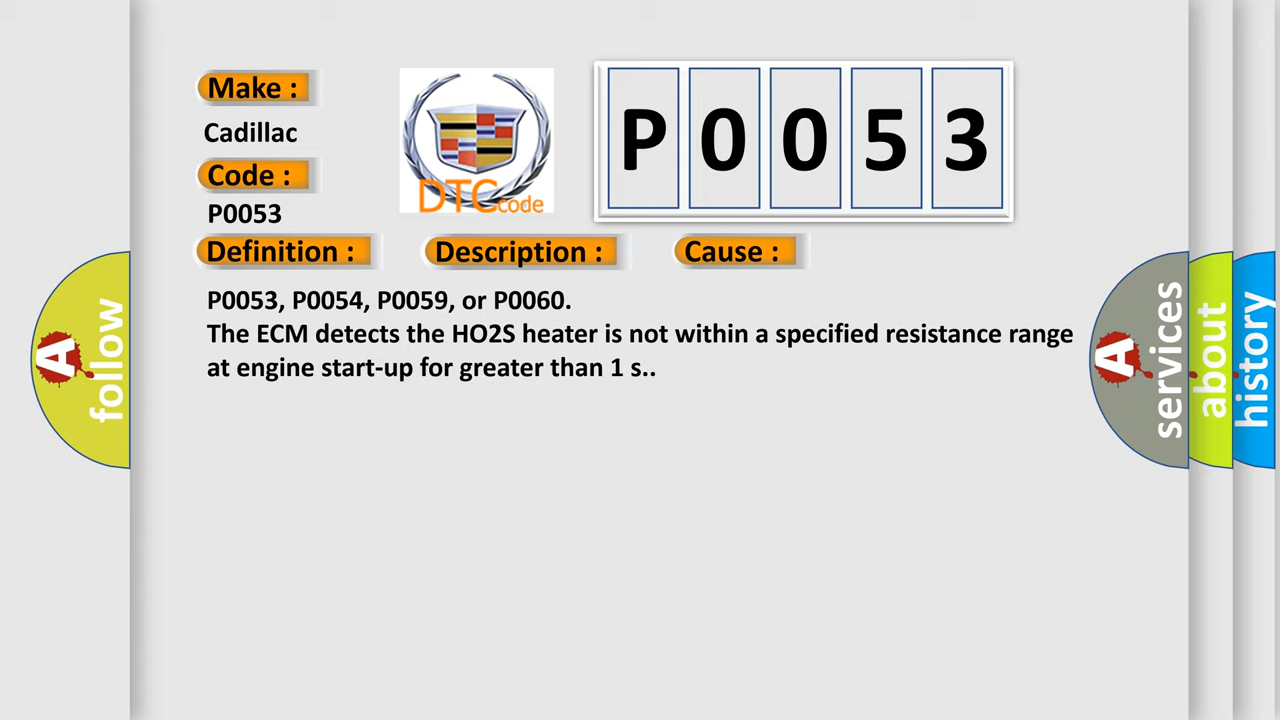 Make :
Cadillac
Code :
P0053
DTCcode
P0053
Definition :
Description :
Cause :
P0053, P0054, P0059, or P0060.
The ECM detects the HO2S heater is not within a specified resistance range
at engine start-up for greater than 1 s..
A
follow
A
services
about
history